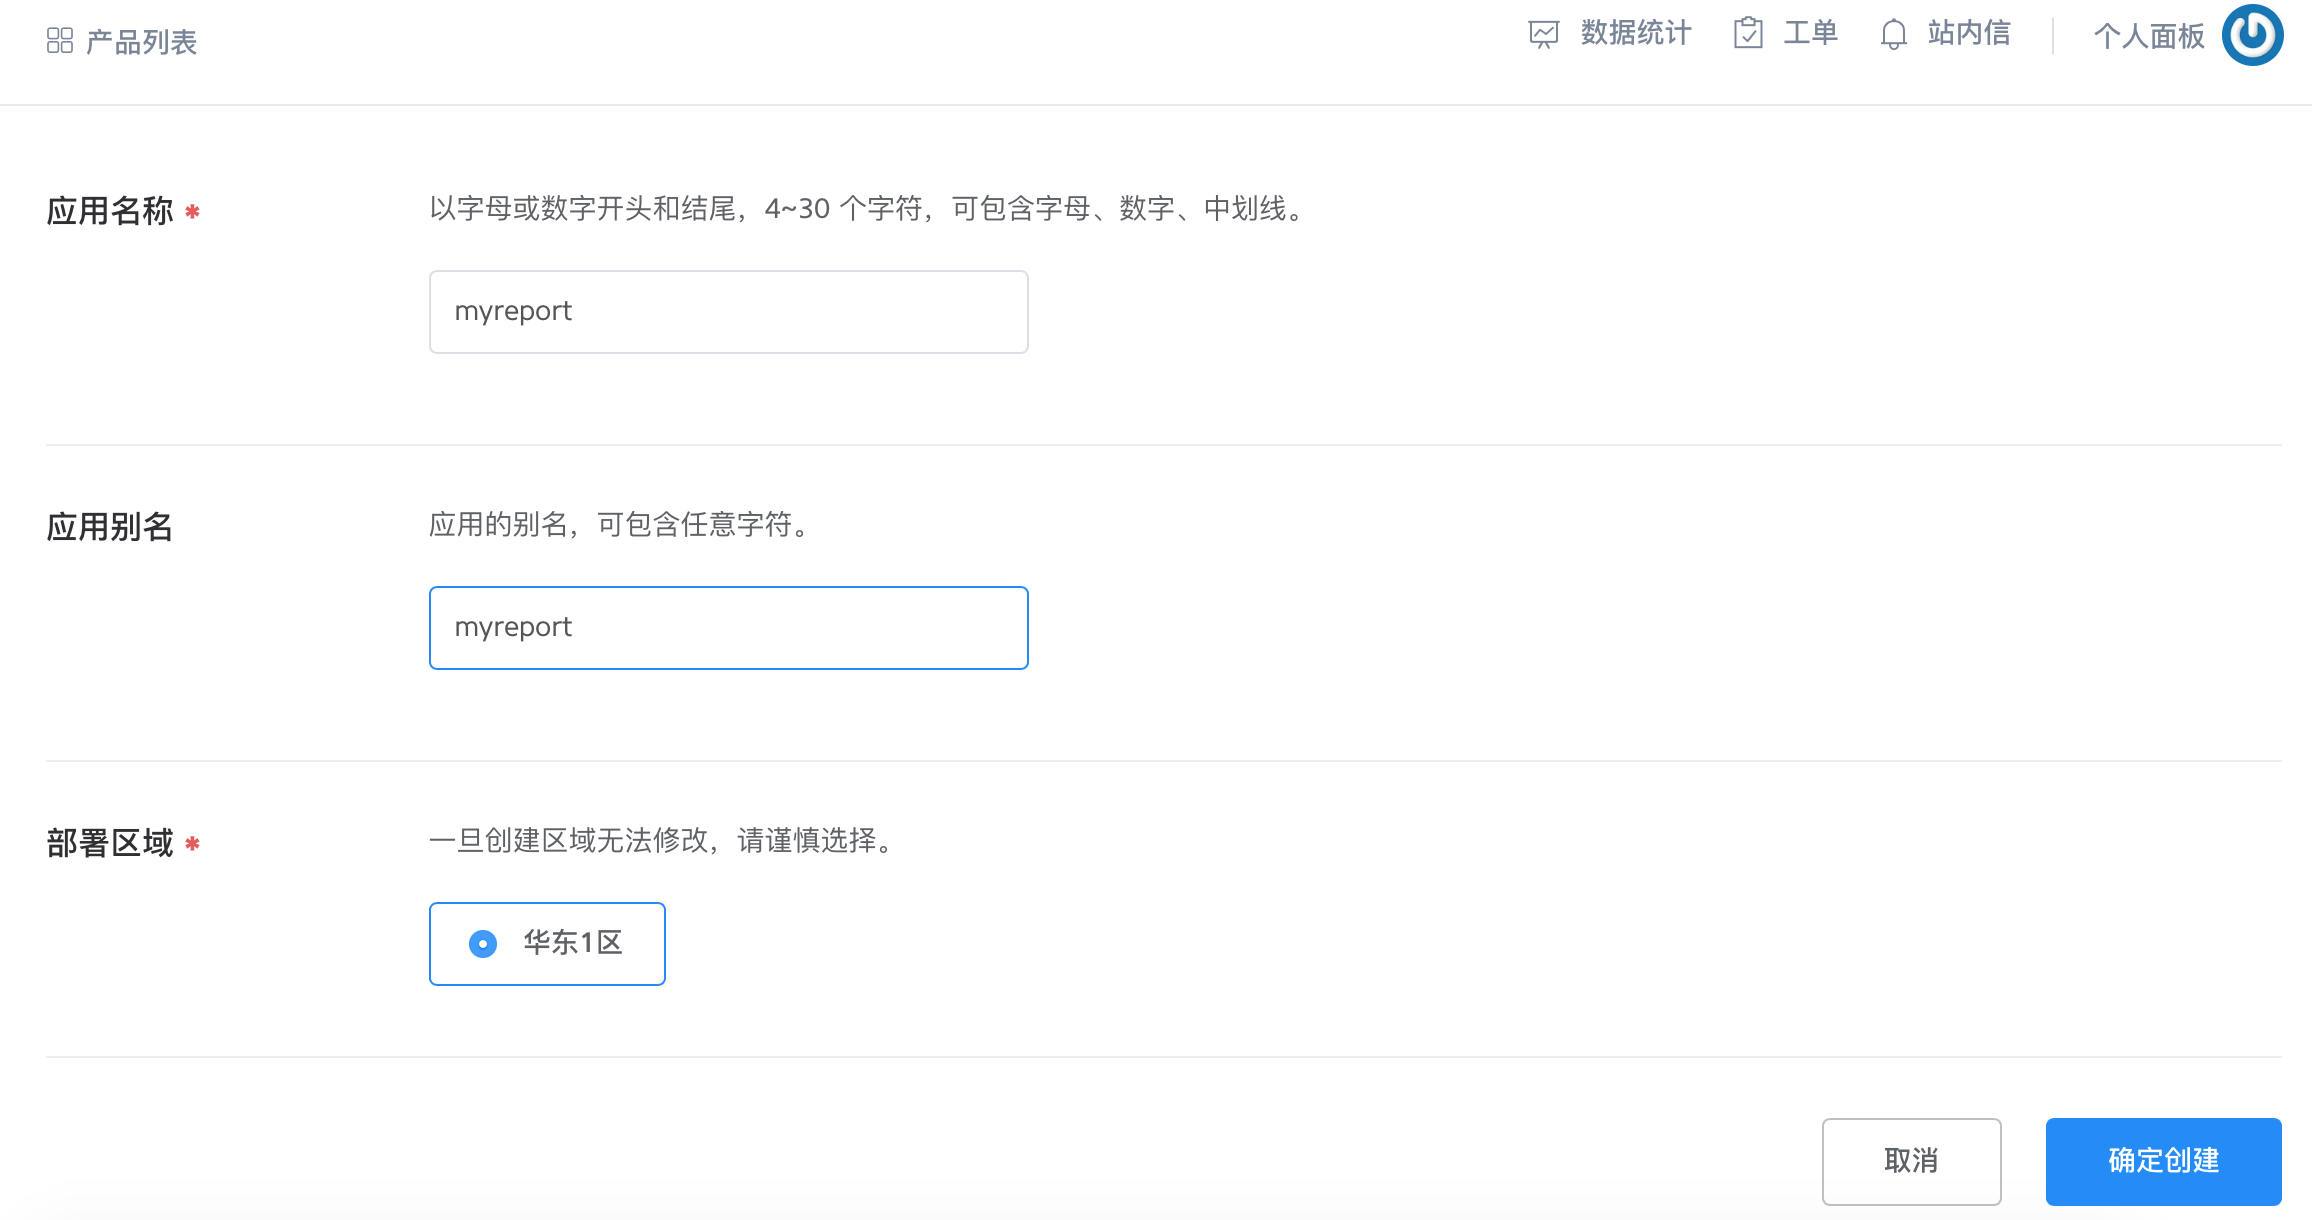 产品列表
数据统计
工单
站内信
个人面板
应用名称 *
以字母或数字开头和结尾，4~30 个字符，可包含字母、数字、中划线。
myreport
应用别名
应用的别名，可包含任意字符。
myreport
部署区域 *
一旦创建区域无法修改，请谨慎选择。
华东1区
取消
确定创建